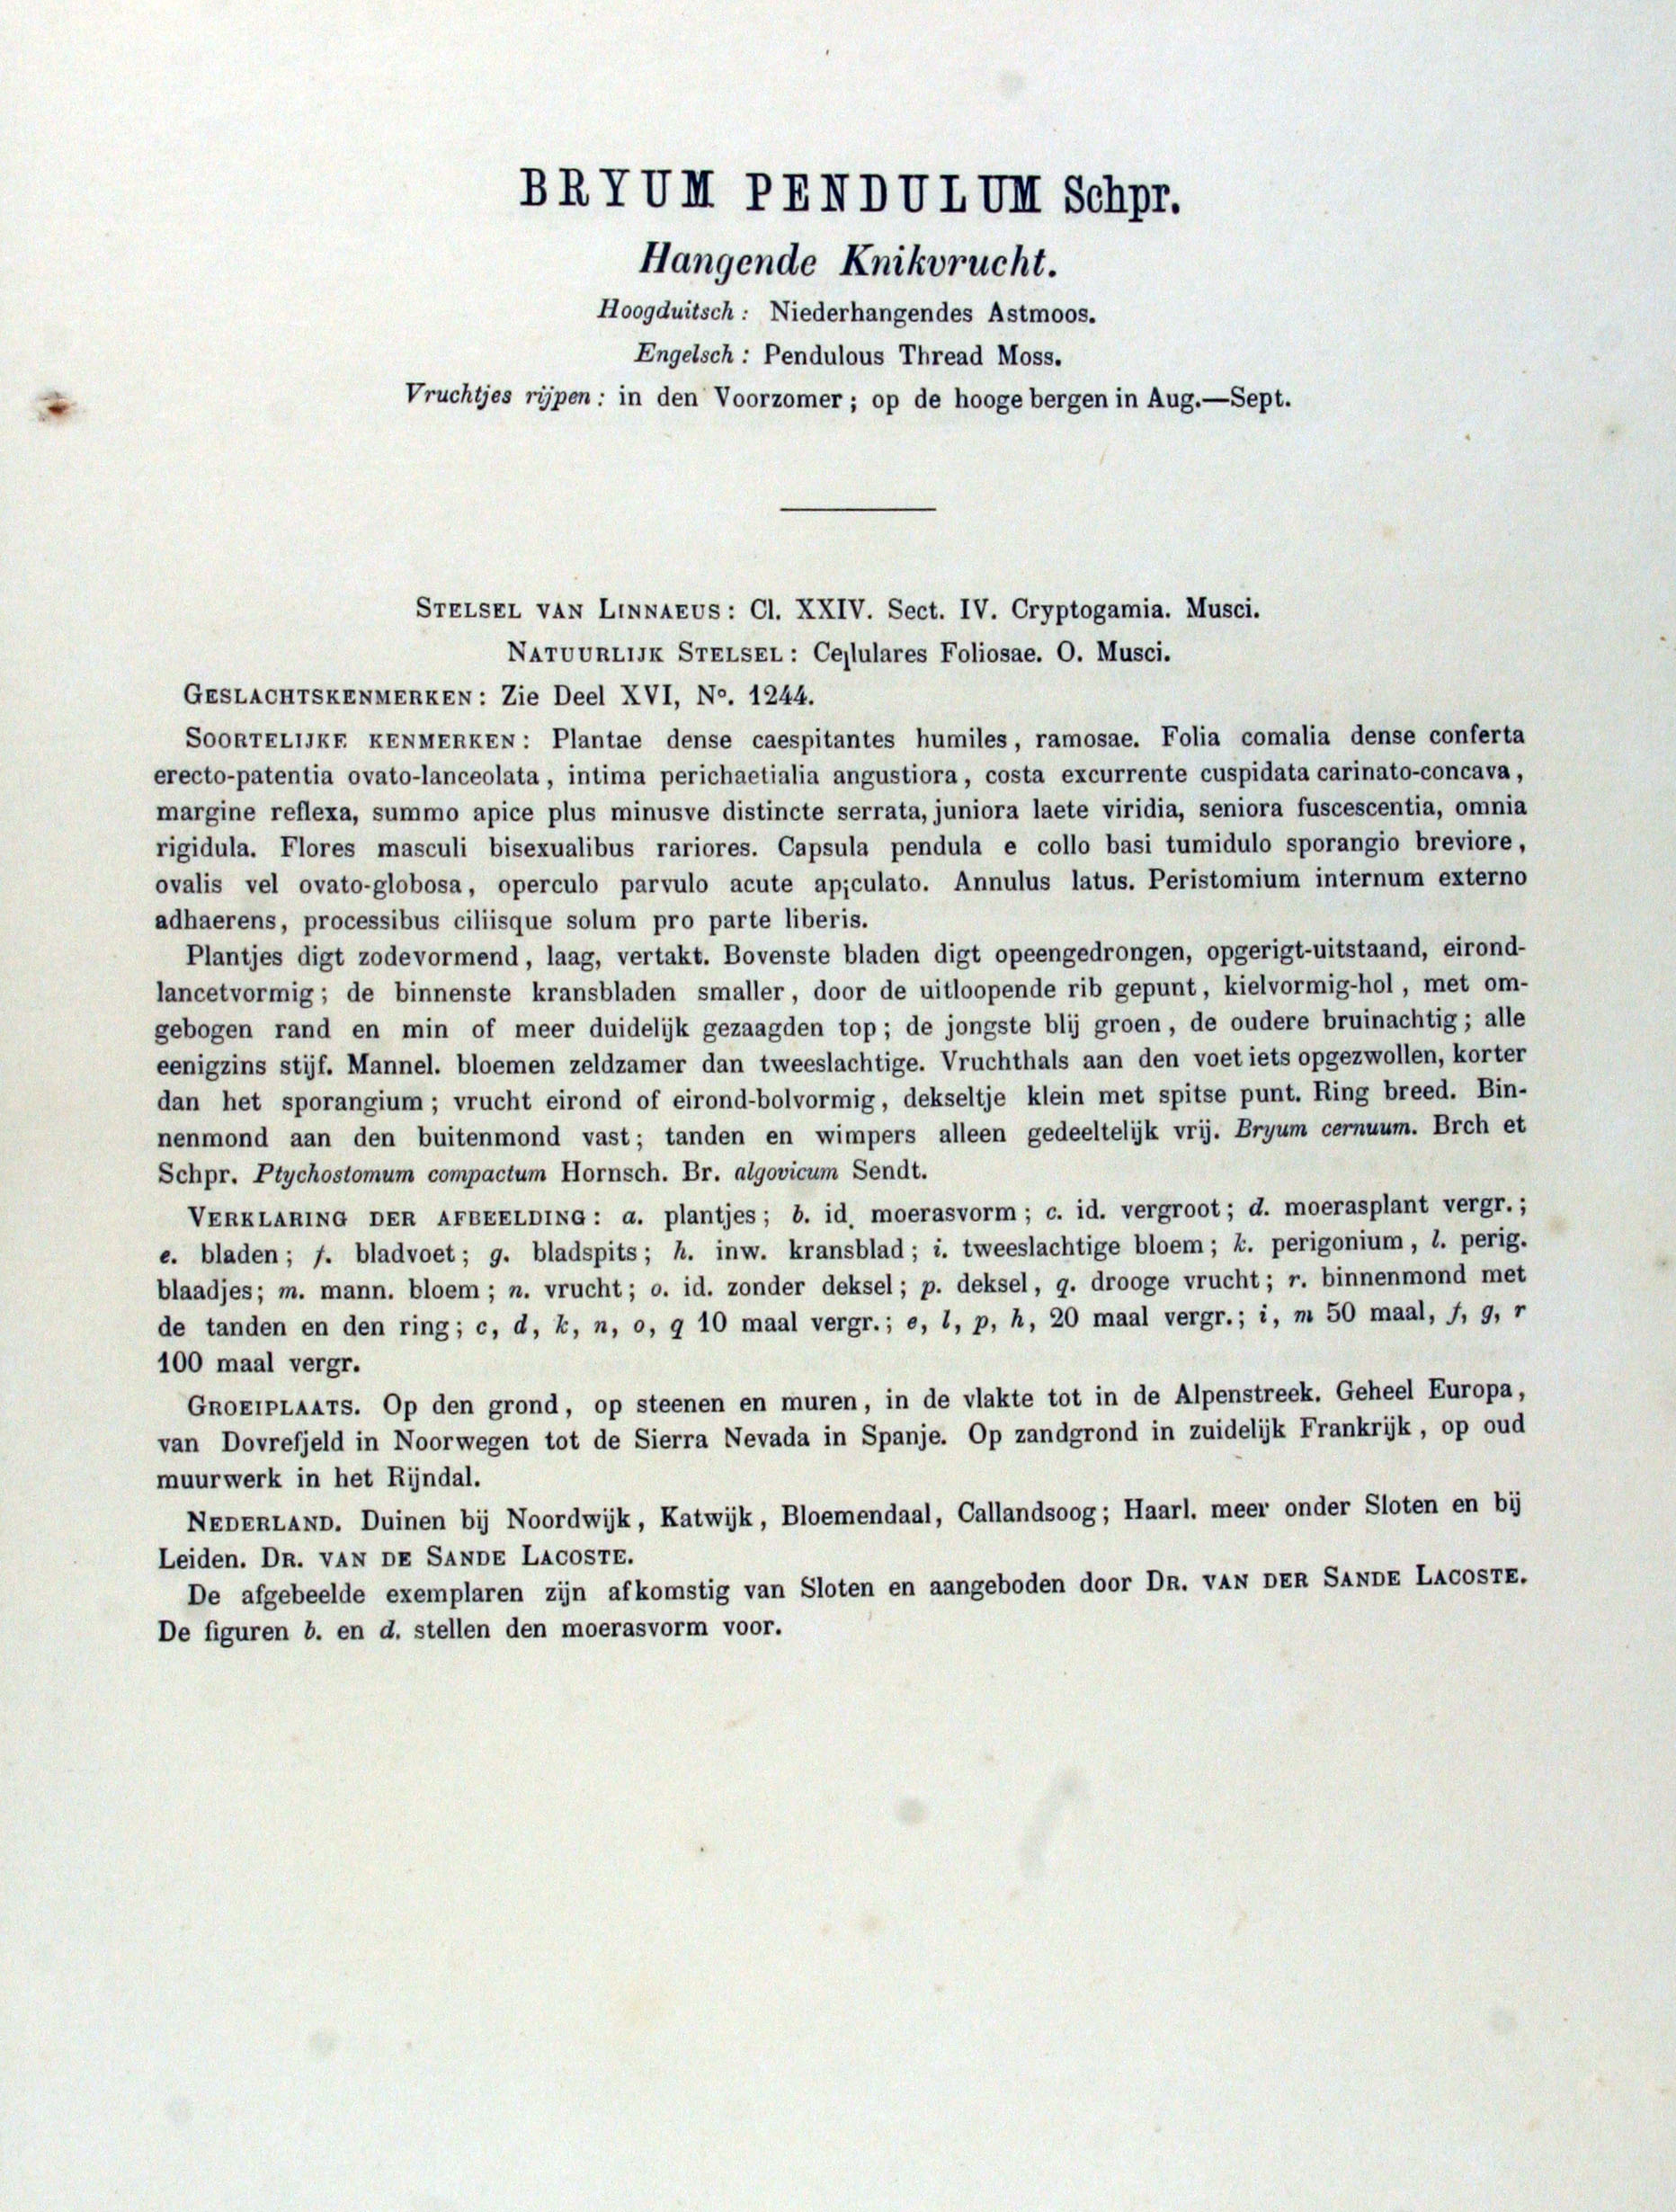 BRYUM PENDULUM Schpr.
Hangende Knikvrucht.
Hoogduitsch: Niederhangendes Astmoos.
Engelsch: Pendulous Thread Moss.
Vruchtjes rijpen: in den Voorzomer; op de hooge bergen in Aug.—Sept.
STELSEL VAN LINNAEUS: Cl. XXIV. Sect. IV. Cryptogamia. Musci.
NATUURLIJK STELSEL: Cellulares Foliosae. O. Musci.
GESLACHTSKENMERKEN: Zie Deel XVI, No. 1244.
SOORTELIJKE KENMERKEN: Plantae dense caespitantes humiles, ramosae. Folia comalia dense conferta
erecto-patentia ovato-lanceolata, intima perichaetialia angustiora, costa excurrente cuspidata carinato-concava,
margine reflexa, summo apice plus minusve distincte serrata, juniora laete viridia, seniora fuscescentia, omnia
rigidula. Flores masculi bisexualibus rariores. Capsula pendula e collo basi tumidulo sporangio breviore,
ovalis vel ovato-globosa, operculo parvulo acute apiculato. Annulus latus. Peristomium internum externo
adhaerens, processibus ciliisque solum pro parte liberis.
Plantjes digt zodevormend, laag, vertakt. Bovenste bladen digt opeengedrongen, opgerigt-uitstaand, eirond-
lancetvormig; de binnenste kransbladen smaller, door de uitloopende rib gepunt, kielvormig-hol, met om-
gebogen rand en min of meer duidelijk gezaagden top; de jongste blij groen, de oudere bruinachtig; alle
eenigzins stijf. Mannel. bloemen zeldzamer dan tweeslachtige. Vruchthals aan den voet iets opgezwollen, korter
dan het sporangium; vrucht eirond of eirond-bolvormig, dekseltje klein met spitse punt. Ring breed. Bin-
nenmond aan den buitenmond vast; tanden en wimpers alleen gedeeltelijk vrij. Bryum cernuum. Brch et
Schpr. Ptychostomum compactum Hornsch. Br. algovicum Sendt.
VERKLARING DER AFBEELDING: a. plantjes; b. id. moerasvorm; c. id. vergroot; d. moerasplant vergr.;
e. bladen; f. bladvoet; g. bladspits; h. inw. kransblad; i. tweeslachtige bloem; k. perigonium, l. perig.
blaadjes; m. mann. bloem; n. vrucht; o. id. zonder deksel; p. deksel, q. drooge vrucht; r. binnenmond met
de tanden en den ring; c, d, k, n, o, q 10 maal vergr.; e, l, p, h, 20 maal vergr.; i, m 50 maal, f, g, r
100 maal vergr.
GROEIPLAATS. Op den grond, op steenen en muren, in de vlakte tot in de Alpenstreek. Geheel Europa,
van Dovrefjeld in Noorwegen tot de Sierra Nevada in Spanje. Op zandgrond in zuidelijk Frankrijk, op oud
muurwerk in het Rijndal.
NEDERLAND. Duinen bij Noordwijk, Katwijk, Bloemendaal, Callandsoog; Haarl. meer onder Sloten en bij
Leiden. DR. VAN DE SANDE LACOSTE.
De afgebeelde exemplaren zijn afkomstig van Sloten en aangeboden door DR. VAN DER SANDE LACOSTE.
De figuren b. en d. stellen den moerasvorm voor.